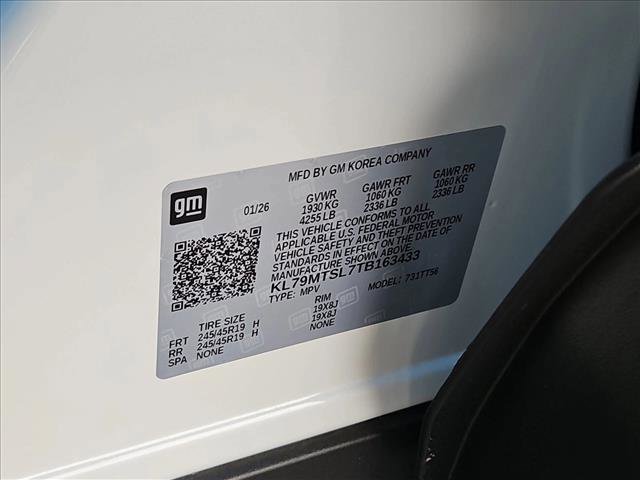 MFD BY GM KOREA COMPANY
gm
01/26
GVWR GAWR FRT GAWR RR
1930 KG 1060 KG 1060 KG
4255 LB 2336 LB 2336 LB
THIS VEHICLE CONFORMS TO ALL
APPLICABLE U.S. FEDERAL MOTOR
VEHICLE SAFETY AND THEFT PREVENTION
STANDARDS IN EFFECT ON THE DATE OF
MANUFACTURE SHOWN ABOVE.
KL79MTSL7TB163433
TYPE: MPV MODEL: 731TT56
TIRE SIZE RIM
FRT 245/45R19 H 19X8J
RR 245/45R19 H 19X8J
SPA NONE NONE